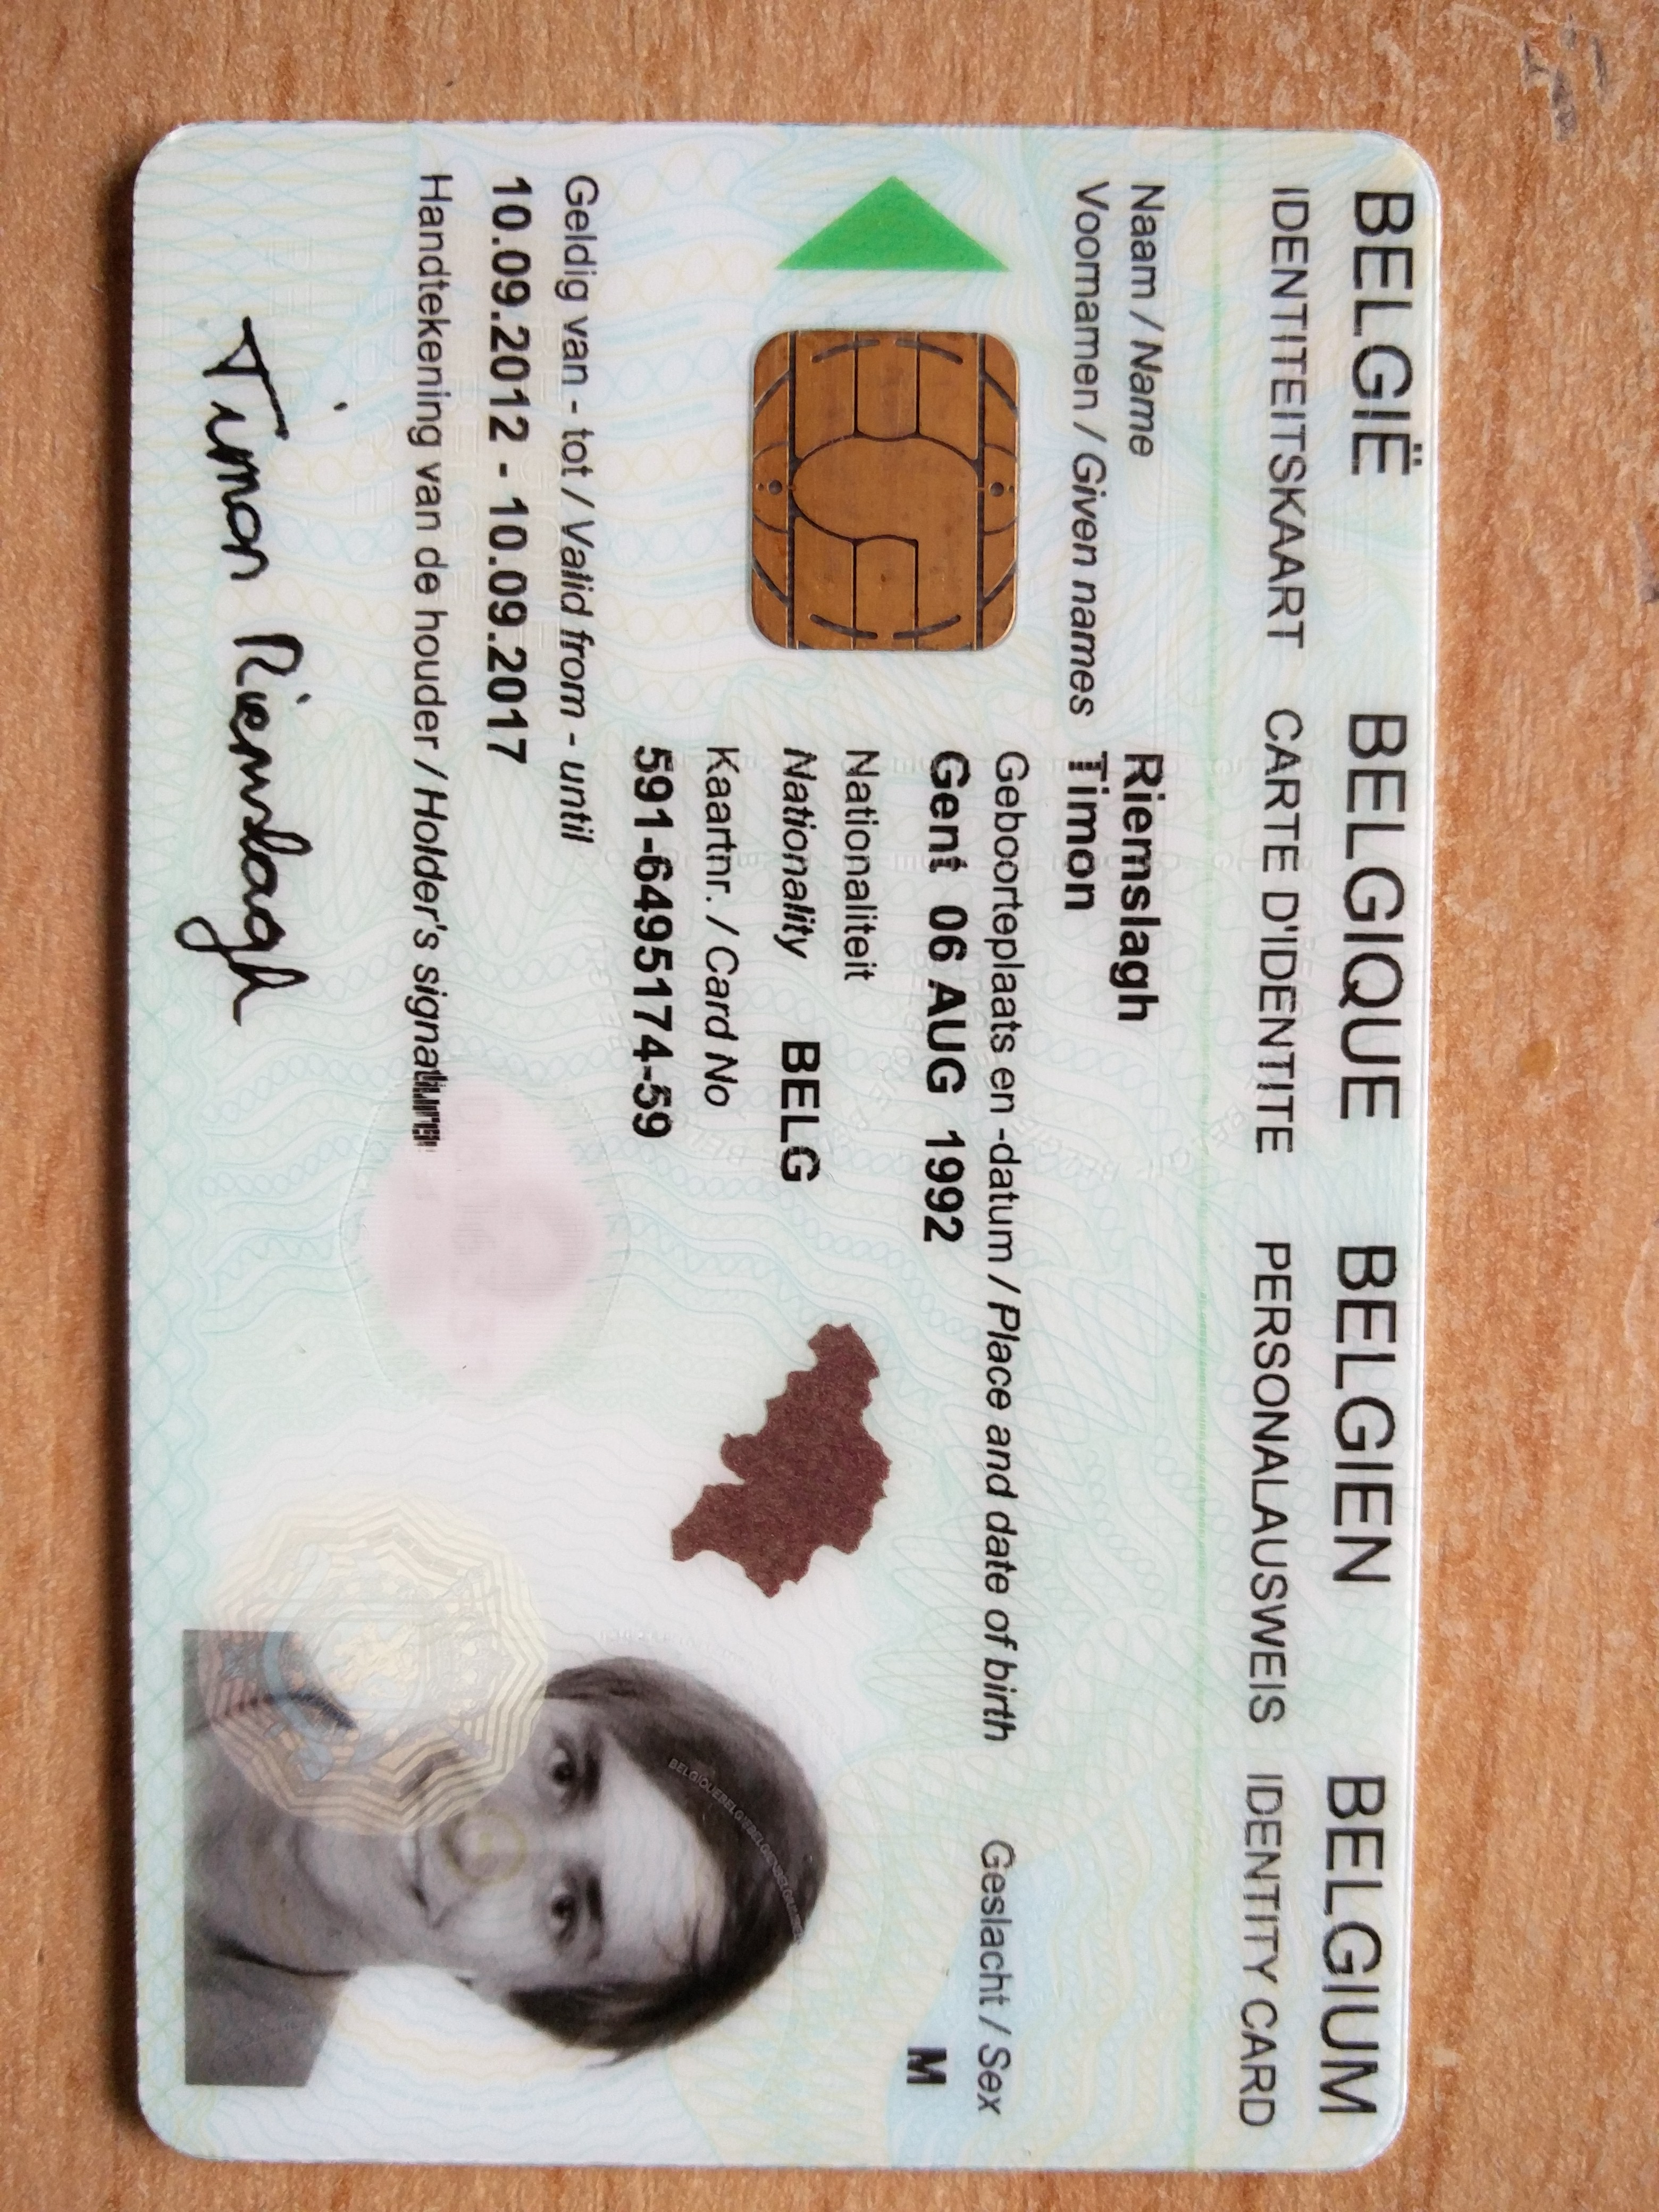 BELGIË BELGIQUE BELGIEN BELGIUM
IDENTITEITSKAART CARTE D'IDENTITE PERSONALAUSWEIS IDENTITY CARD
Naam / Name Riemslagh
Voornamen / Given names Timon
Geboorteplaats en -datum / Place and date of birth Geslacht / Sex
Gent 06 AUG 1992 M
Nationaliteit
Nationality BELG
Kaartnr. / Card No
591-6495174-59
Geldig van - tot / Valid from - until
10.09.2012 - 10.09.2017
Handtekening van de houder / Holder's signature
Timon Riemslagh